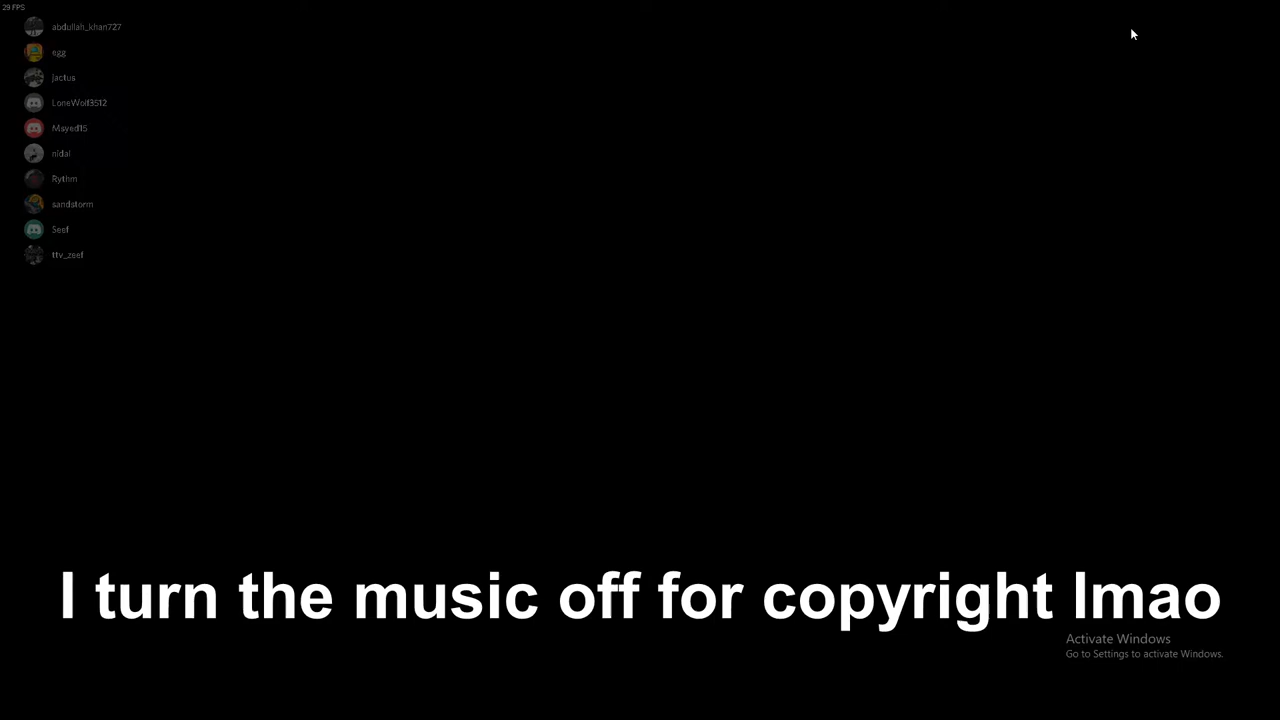 29 FPS
abdullah_khan727
egg
jactus
LoneWolf3512
Msyed15
nidal
Rythm
sandstorm
Seef
ttv_zeef
I turn the music off for copyright lmao
Activate Windows
Go to Settings to activate Windows.